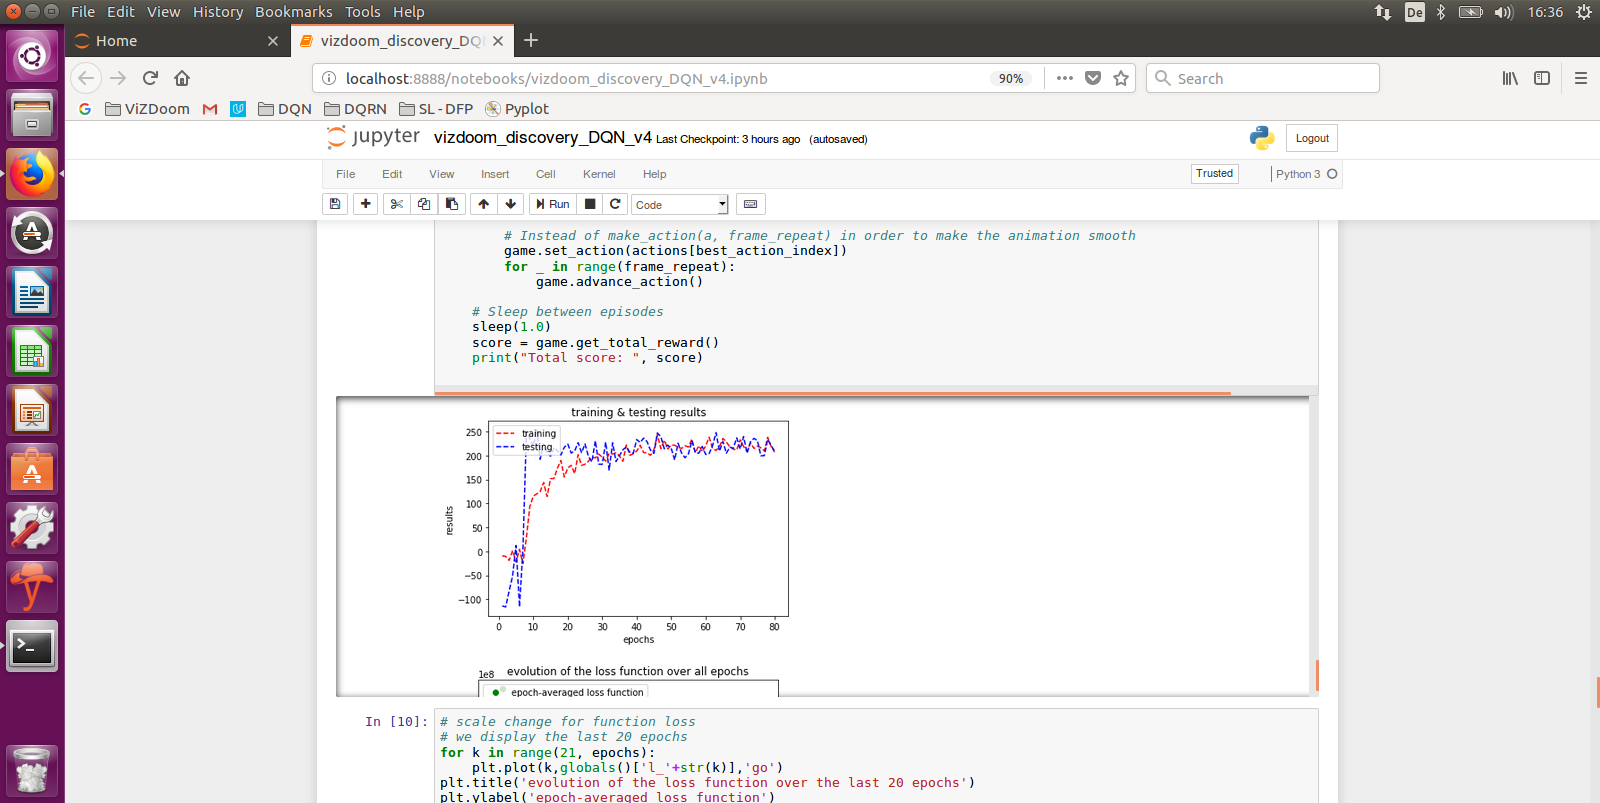 File Edit View History Bookmarks Tools Help
De 16:36
Home
vizdoom_discovery_DQ
localhost:8888/notebooks/vizdoom_discovery_DQN_v4.ipynb 90% Search
G ViZDoom DQN DQRN SL - DFP Pyplot
jupyter vizdoom_discovery_DQN_v4 Last Checkpoint: 3 hours ago (autosaved) Logout
File Edit View Insert Cell Kernel Help Trusted Python 3
Run Code
# Instead of make_action(a, frame_repeat) in order to make the animation smooth
game.set_action(actions[best_action_index])
for _ in range(frame_repeat):
game.advance_action()
# Sleep between episodes
sleep(1.0)
score = game.get_total_reward()
print("Total score: ", score)
training & testing results
training
testing
250
200
150
100
50
0
−50
−100
results
0 10 20 30 40 50 60 70 80
epochs
1e8 evolution of the loss function over all epochs
epoch-averaged loss function
In [10]: # scale change for function loss
# we display the last 20 epochs
for k in range(21, epochs):
plt.plot(k,globals()['l_'+str(k)],'go')
plt.title('evolution of the loss function over the last 20 epochs')
plt.ylabel('epoch-averaged loss function')